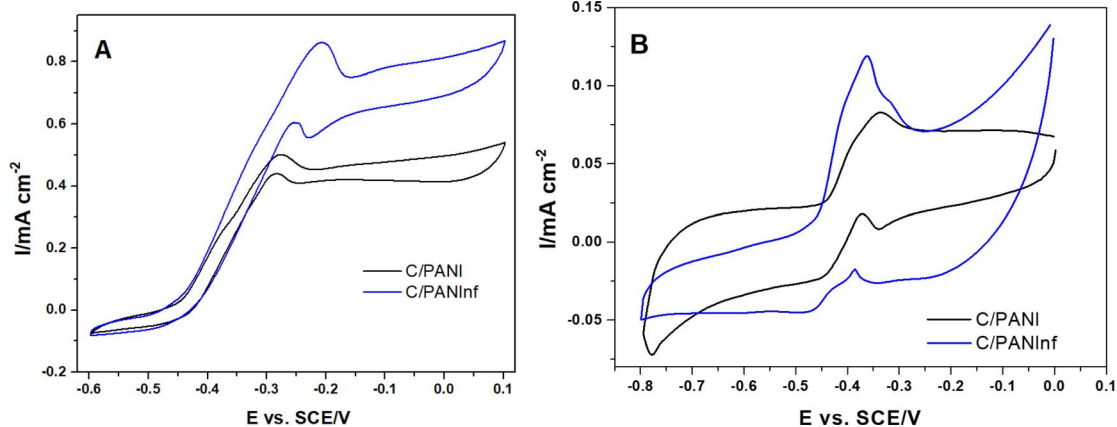 A
I/mA cm-2
0.8
0.6
0.4
0.2
0.0
-0.2
C/PANI
C/PANInf
-0.6 -0.5 -0.4 -0.3 -0.2 -0.1 0.0 0.1
E vs. SCE/V
B
I/mA cm-2
0.15
0.10
0.05
0.00
-0.05
C/PANI
C/PANInf
-0.8 -0.7 -0.6 -0.5 -0.4 -0.3 -0.2 -0.1 0.0 0.1
E vs. SCE/V